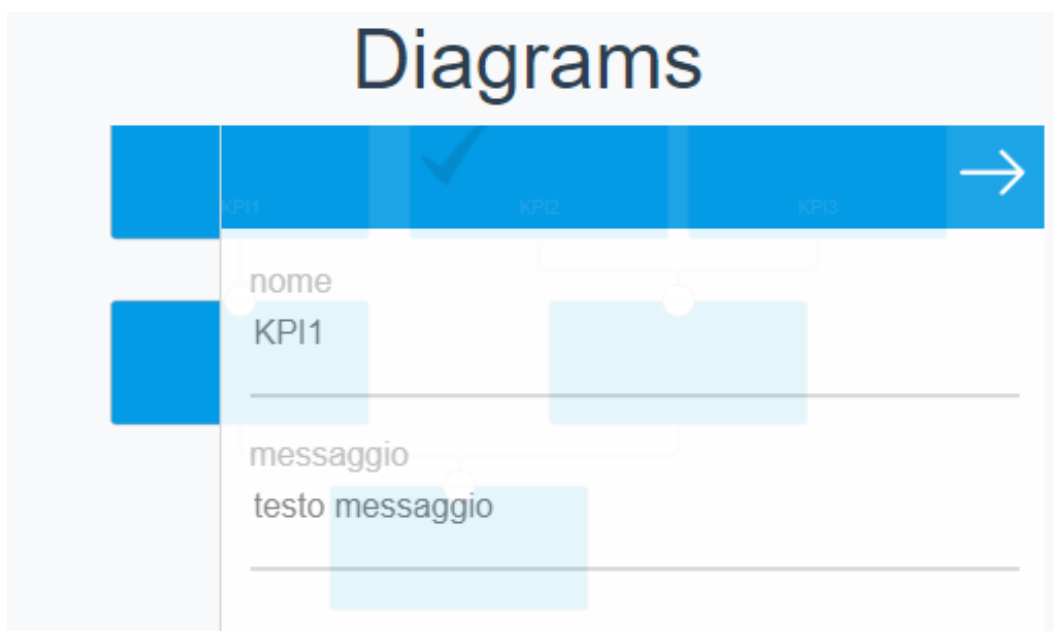 Diagrams
KPI1 KPI2 KPI3
nome
KPI1
messaggio
testo messaggio